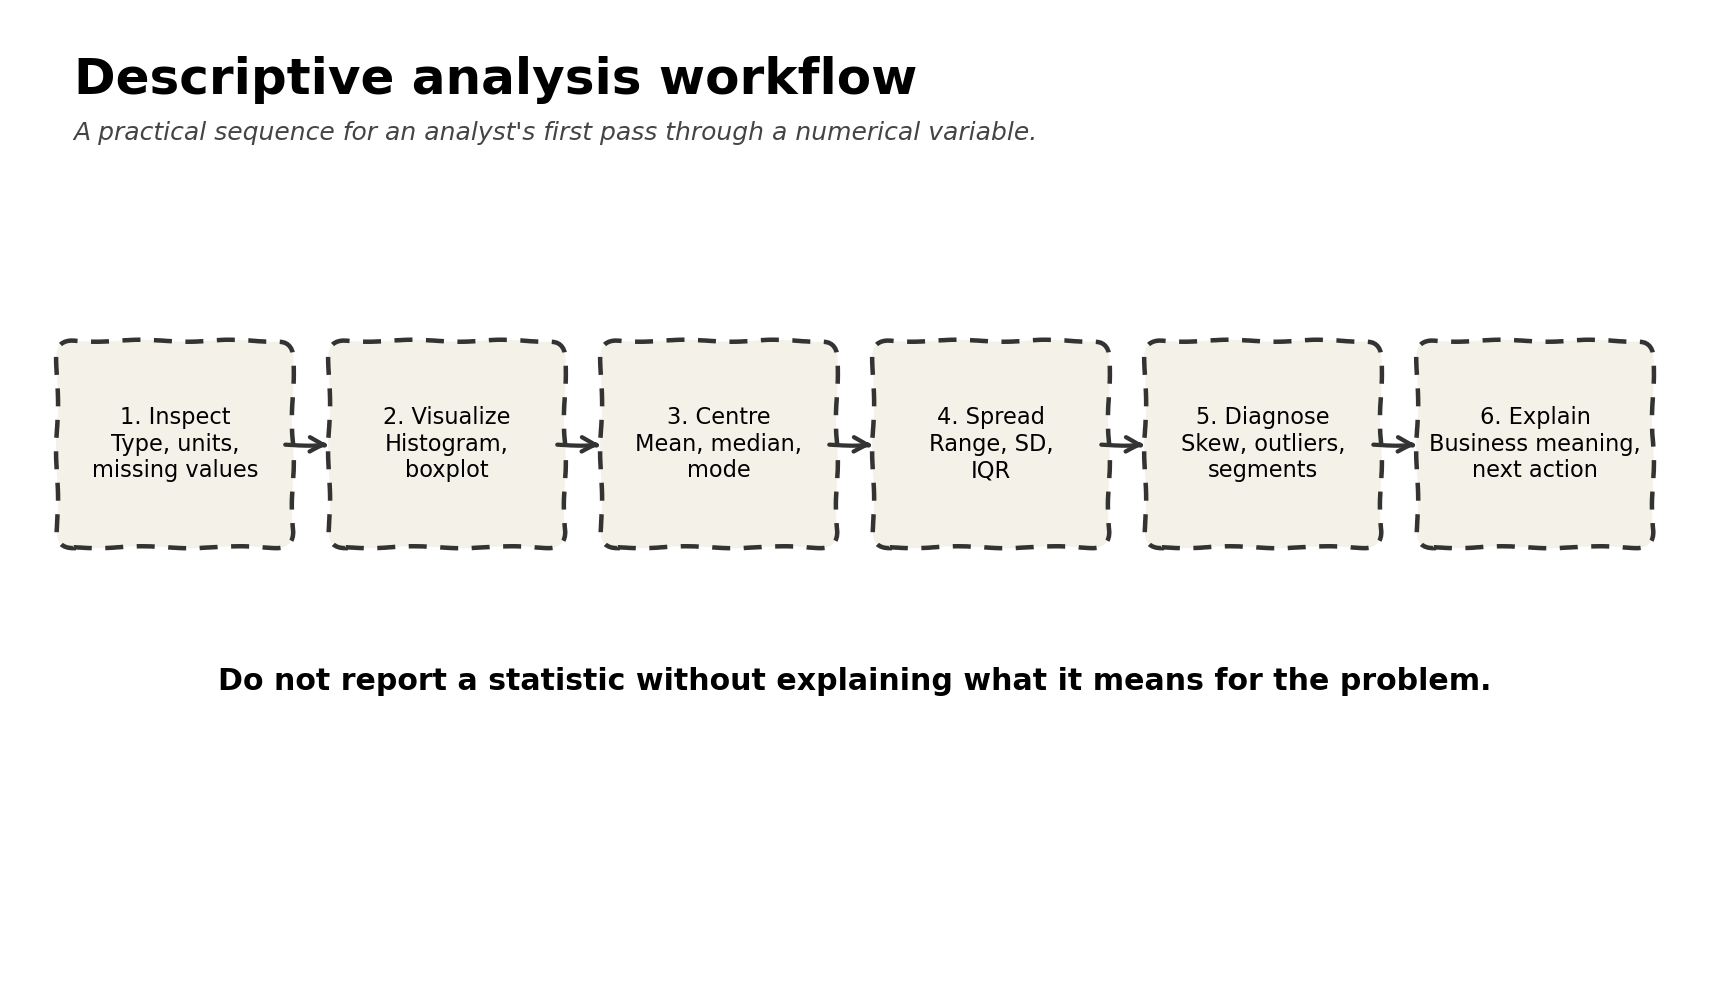 Descriptive analysis workflow
A practical sequence for an analyst's first pass through a numerical variable.
1. Inspect
Type, units,
missing values
2. Visualize
Histogram,
boxplot
3. Centre
Mean, median,
mode
4. Spread
Range, SD,
IQR
5. Diagnose
Skew, outliers,
segments
6. Explain
Business meaning,
next action
Do not report a statistic without explaining what it means for the problem.